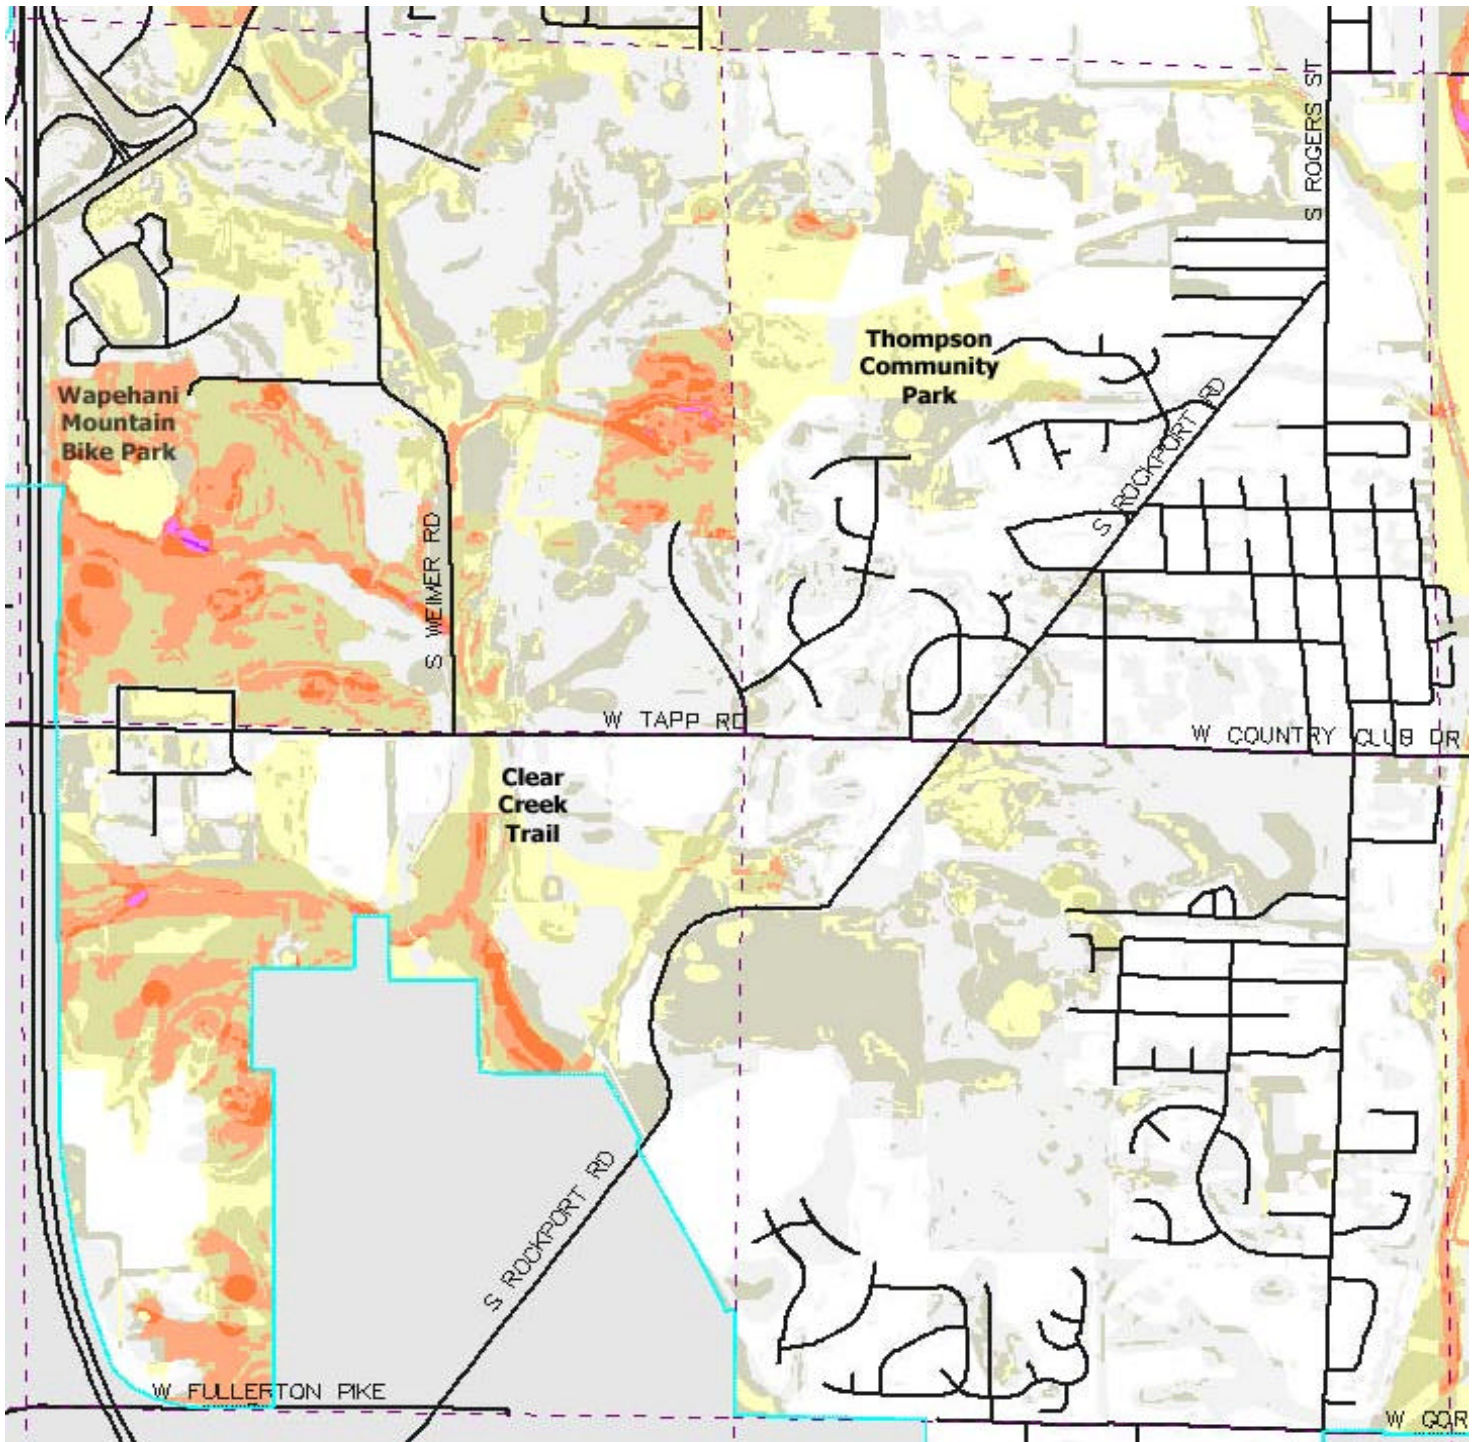 S ROGERS ST
Thompson
Community
Park
Wapehani
Mountain
Bike Park
S ROCKPORT RD
S WEIMER RD
W TAPP RD
W COUNTRY CLUB DR
Clear
Creek
Trail
S ROCKPORT RD
W FULLERTON PIKE
W GOR